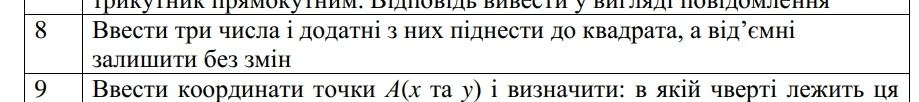 трикутник прямокутним. Відповідь вивести у вигляді повідомлення
8 Ввести три числа і додатні з них піднести до квадрата, а від’ємні
залишити без змін
9 Ввести координати точки A(x та y) і визначити: в якій чверті лежить ця